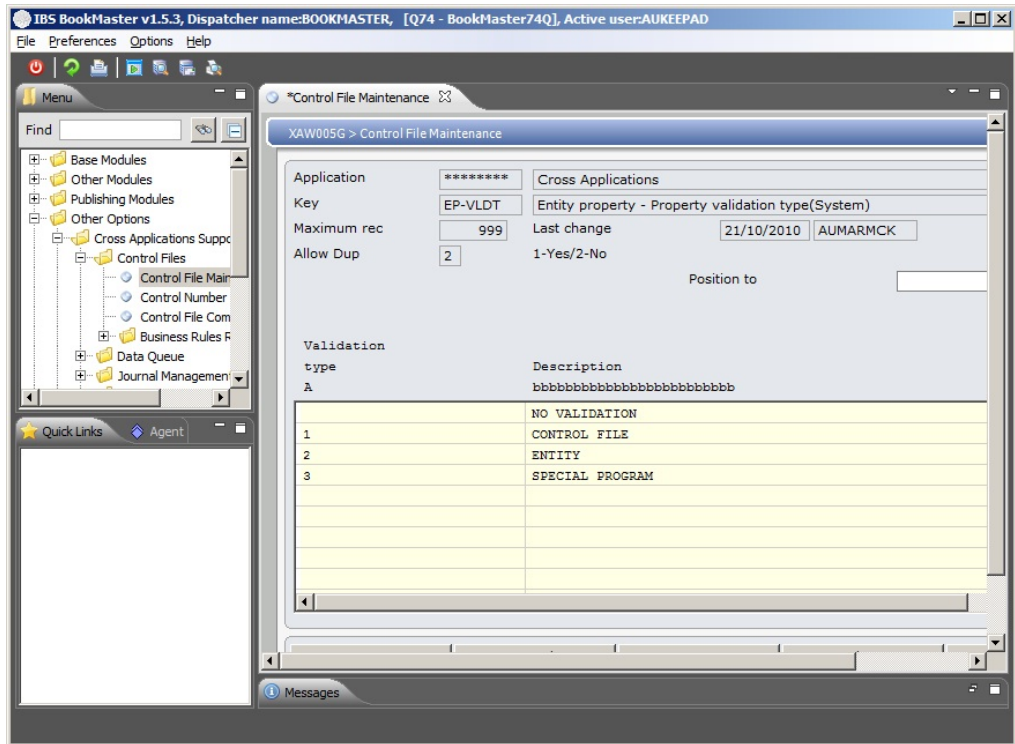 IBS BookMaster v1.5.3, Dispatcher name:BOOKMASTER, [Q74 - BookMaster74Q], Active user:AUKEEPAD
File Preferences Options Help
Menu
*Control File Maintenance
Find
XAW005G > Control File Maintenance
Base Modules
Other Modules
Publishing Modules
Other Options
Cross Applications Suppo
Control Files
Control File Main
Control Number
Control File Com
Business Rules R
Data Queue
Journal Managemen
Application ******** Cross Applications
Key EP-VLDT Entity property - Property validation type(System)
Maximum rec 999 Last change 21/10/2010 AUMARMCK
Allow Dup 2 1-Yes/2-No
Position to
Validation
type Description
A bbbbbbbbbbbbbbbbbbbbbbbbb
NO VALIDATION
1 CONTROL FILE
2 ENTITY
3 SPECIAL PROGRAM
Quick Links Agent
Messages